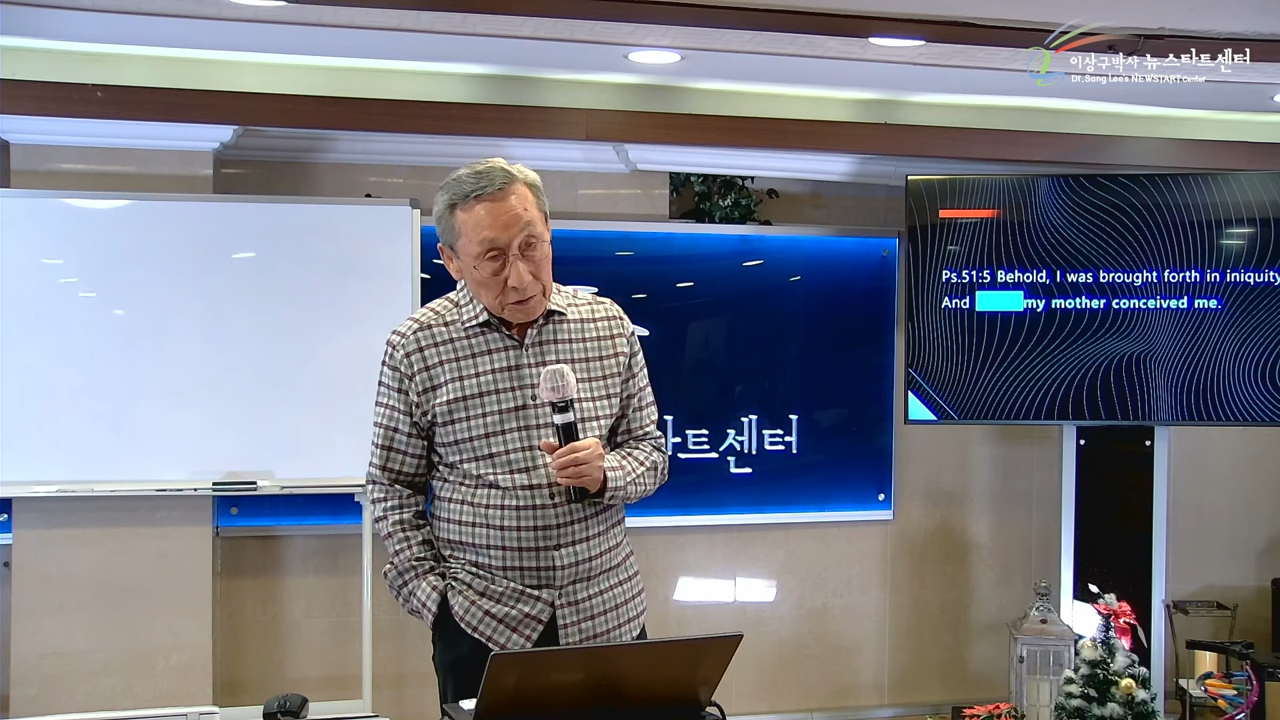 이상구박사 뉴스타트센터
Dr.Sang Lee's NEWSTART Center
Ps.51:5 Behold, I was brought forth in iniquity
And my mother conceived me.
타트센터